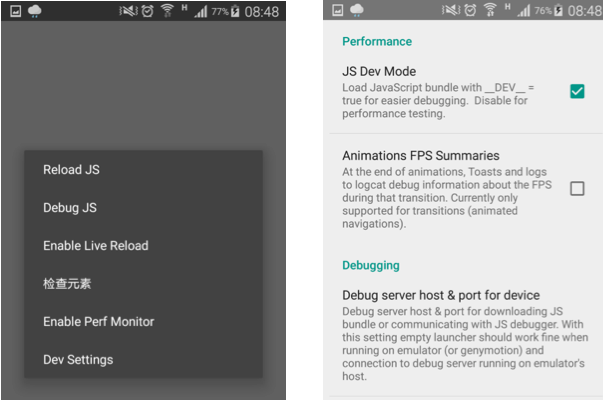 H 77% 08:48
Reload JS
Debug JS
Enable Live Reload
检查元素
Enable Perf Monitor
Dev Settings
H 76% 08:48
Performance
JS Dev Mode
Load JavaScript bundle with __DEV__ =
true for easier debugging.  Disable for
performance testing.
Animations FPS Summaries
At the end of animations, Toasts and logs
to logcat debug information about the FPS
during that transition. Currently only
supported for transitions (animated
navigations).
Debugging
Debug server host & port for device
Debug server host & port for downloading JS
bundle or communicating with JS debugger. With
this setting empty launcher should work fine when
running on emulator (or genymotion) and
connection to debug server running on emulator's
host.